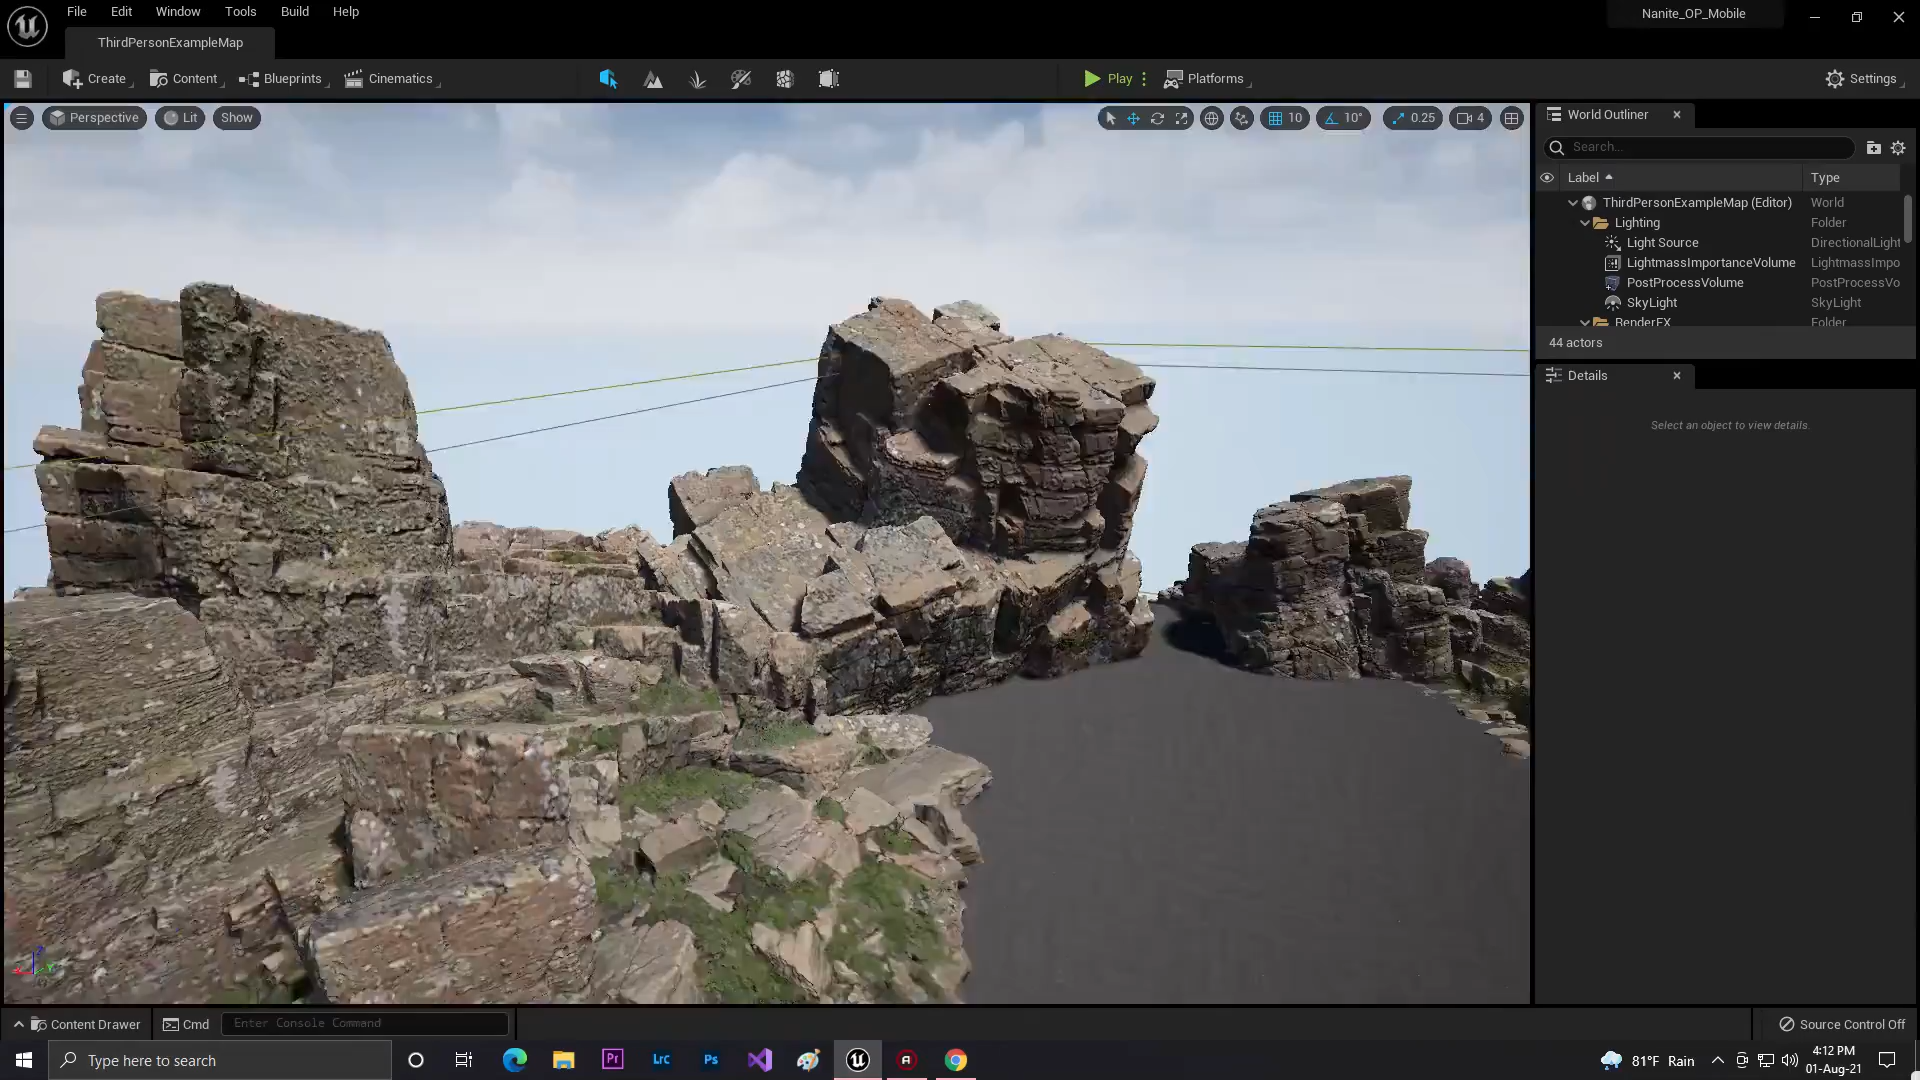 File Edit Window Tools Build Help
Nanite_OP_Mobile
ThirdPersonExampleMap
Create Content Blueprints Cinematics Play Platforms Settings
Perspective Lit Show 10 10° 0.25 4
World Outliner
Search...
Label Type
ThirdPersonExampleMap (Editor) World
Lighting Folder
Light Source DirectionalLight
LightmassImportanceVolume LightmassImpo
PostProcessVolume PostProcessVo
SkyLight SkyLight
RenderFX Folder
44 actors
Details
Select an object to view details.
Z
X Y
Content Drawer Cmd Enter Console Command Source Control Off
Type here to search Pr Lrc Ps 81°F Rain 4:12 PM
01-Aug-21